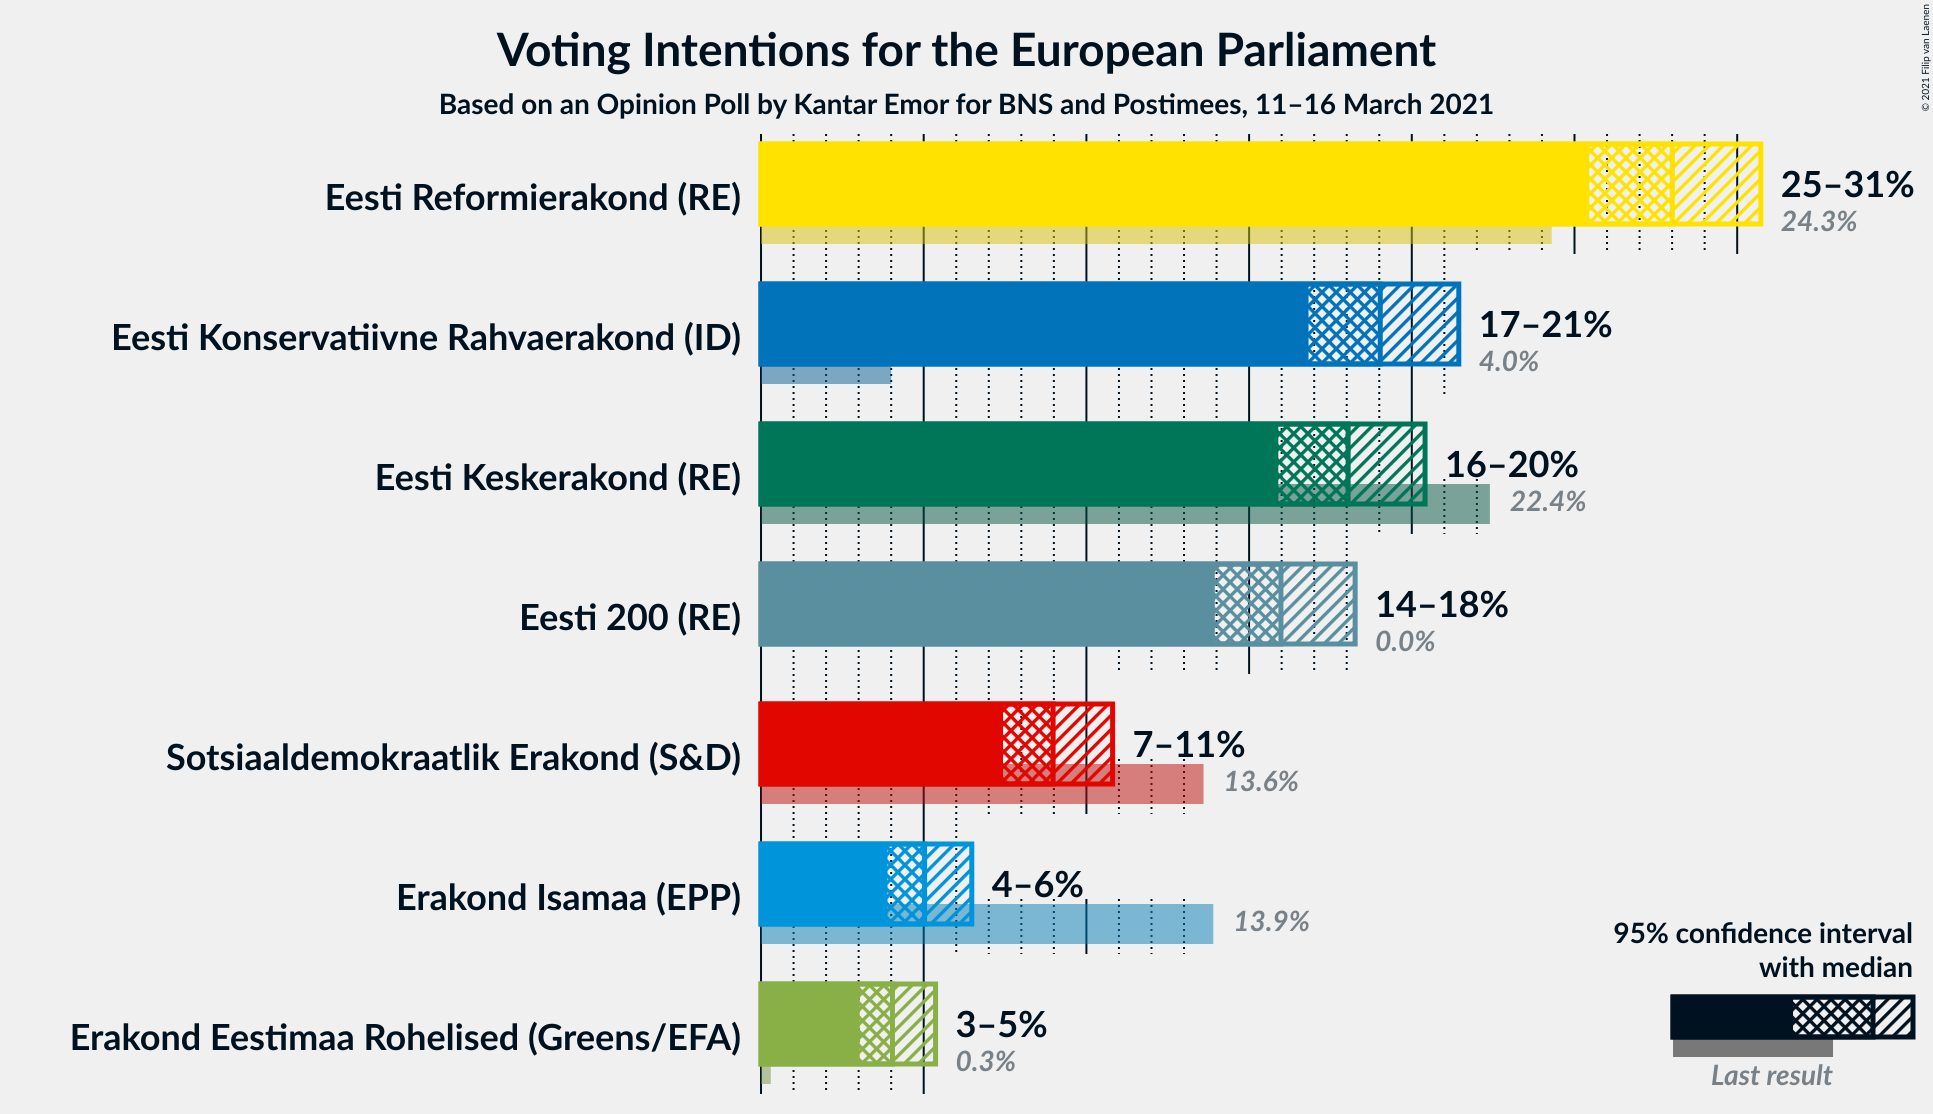 Voting Intentions for the European Parliament
Based on an Opinion Poll by Kantar Emor for BNS and Postimees, 11–16 March 2021
© 2021 Filip van Laenen
Eesti Reformierakond (RE)
25–31%
24.3%
Eesti Konservatiivne Rahvaerakond (ID)
17–21%
4.0%
Eesti Keskerakond (RE)
16–20%
22.4%
Eesti 200 (RE)
14–18%
0.0%
Sotsiaaldemokraatlik Erakond (S&D)
7–11%
13.6%
Erakond Isamaa (EPP)
4–6%
13.9%
Erakond Eestimaa Rohelised (Greens/EFA)
3–5%
0.3%
95% confidence interval
with median
Last result